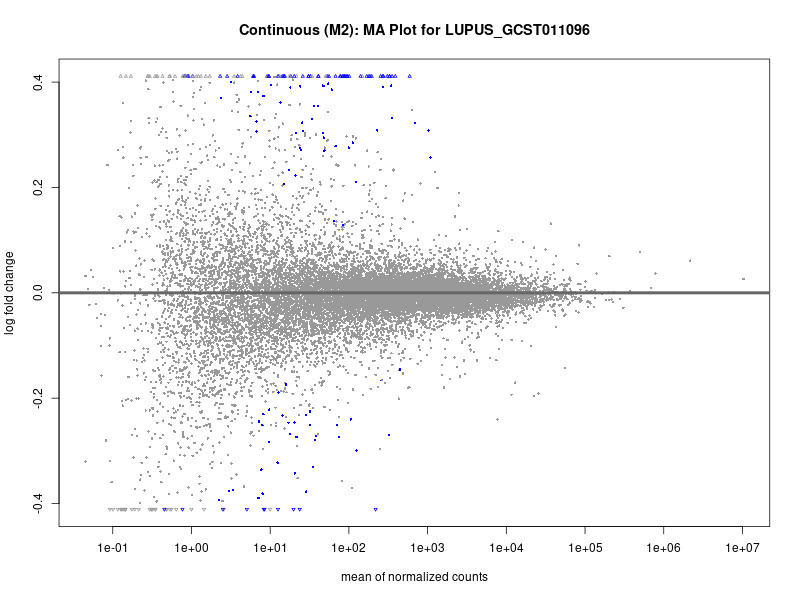 Continuous (M2): MA Plot for LUPUS_GCST011096
log fold change
0.4
0.2
0.0
-0.2
-0.4
1e-01 1e+00 1e+01 1e+02 1e+03 1e+04 1e+05 1e+06 1e+07
mean of normalized counts